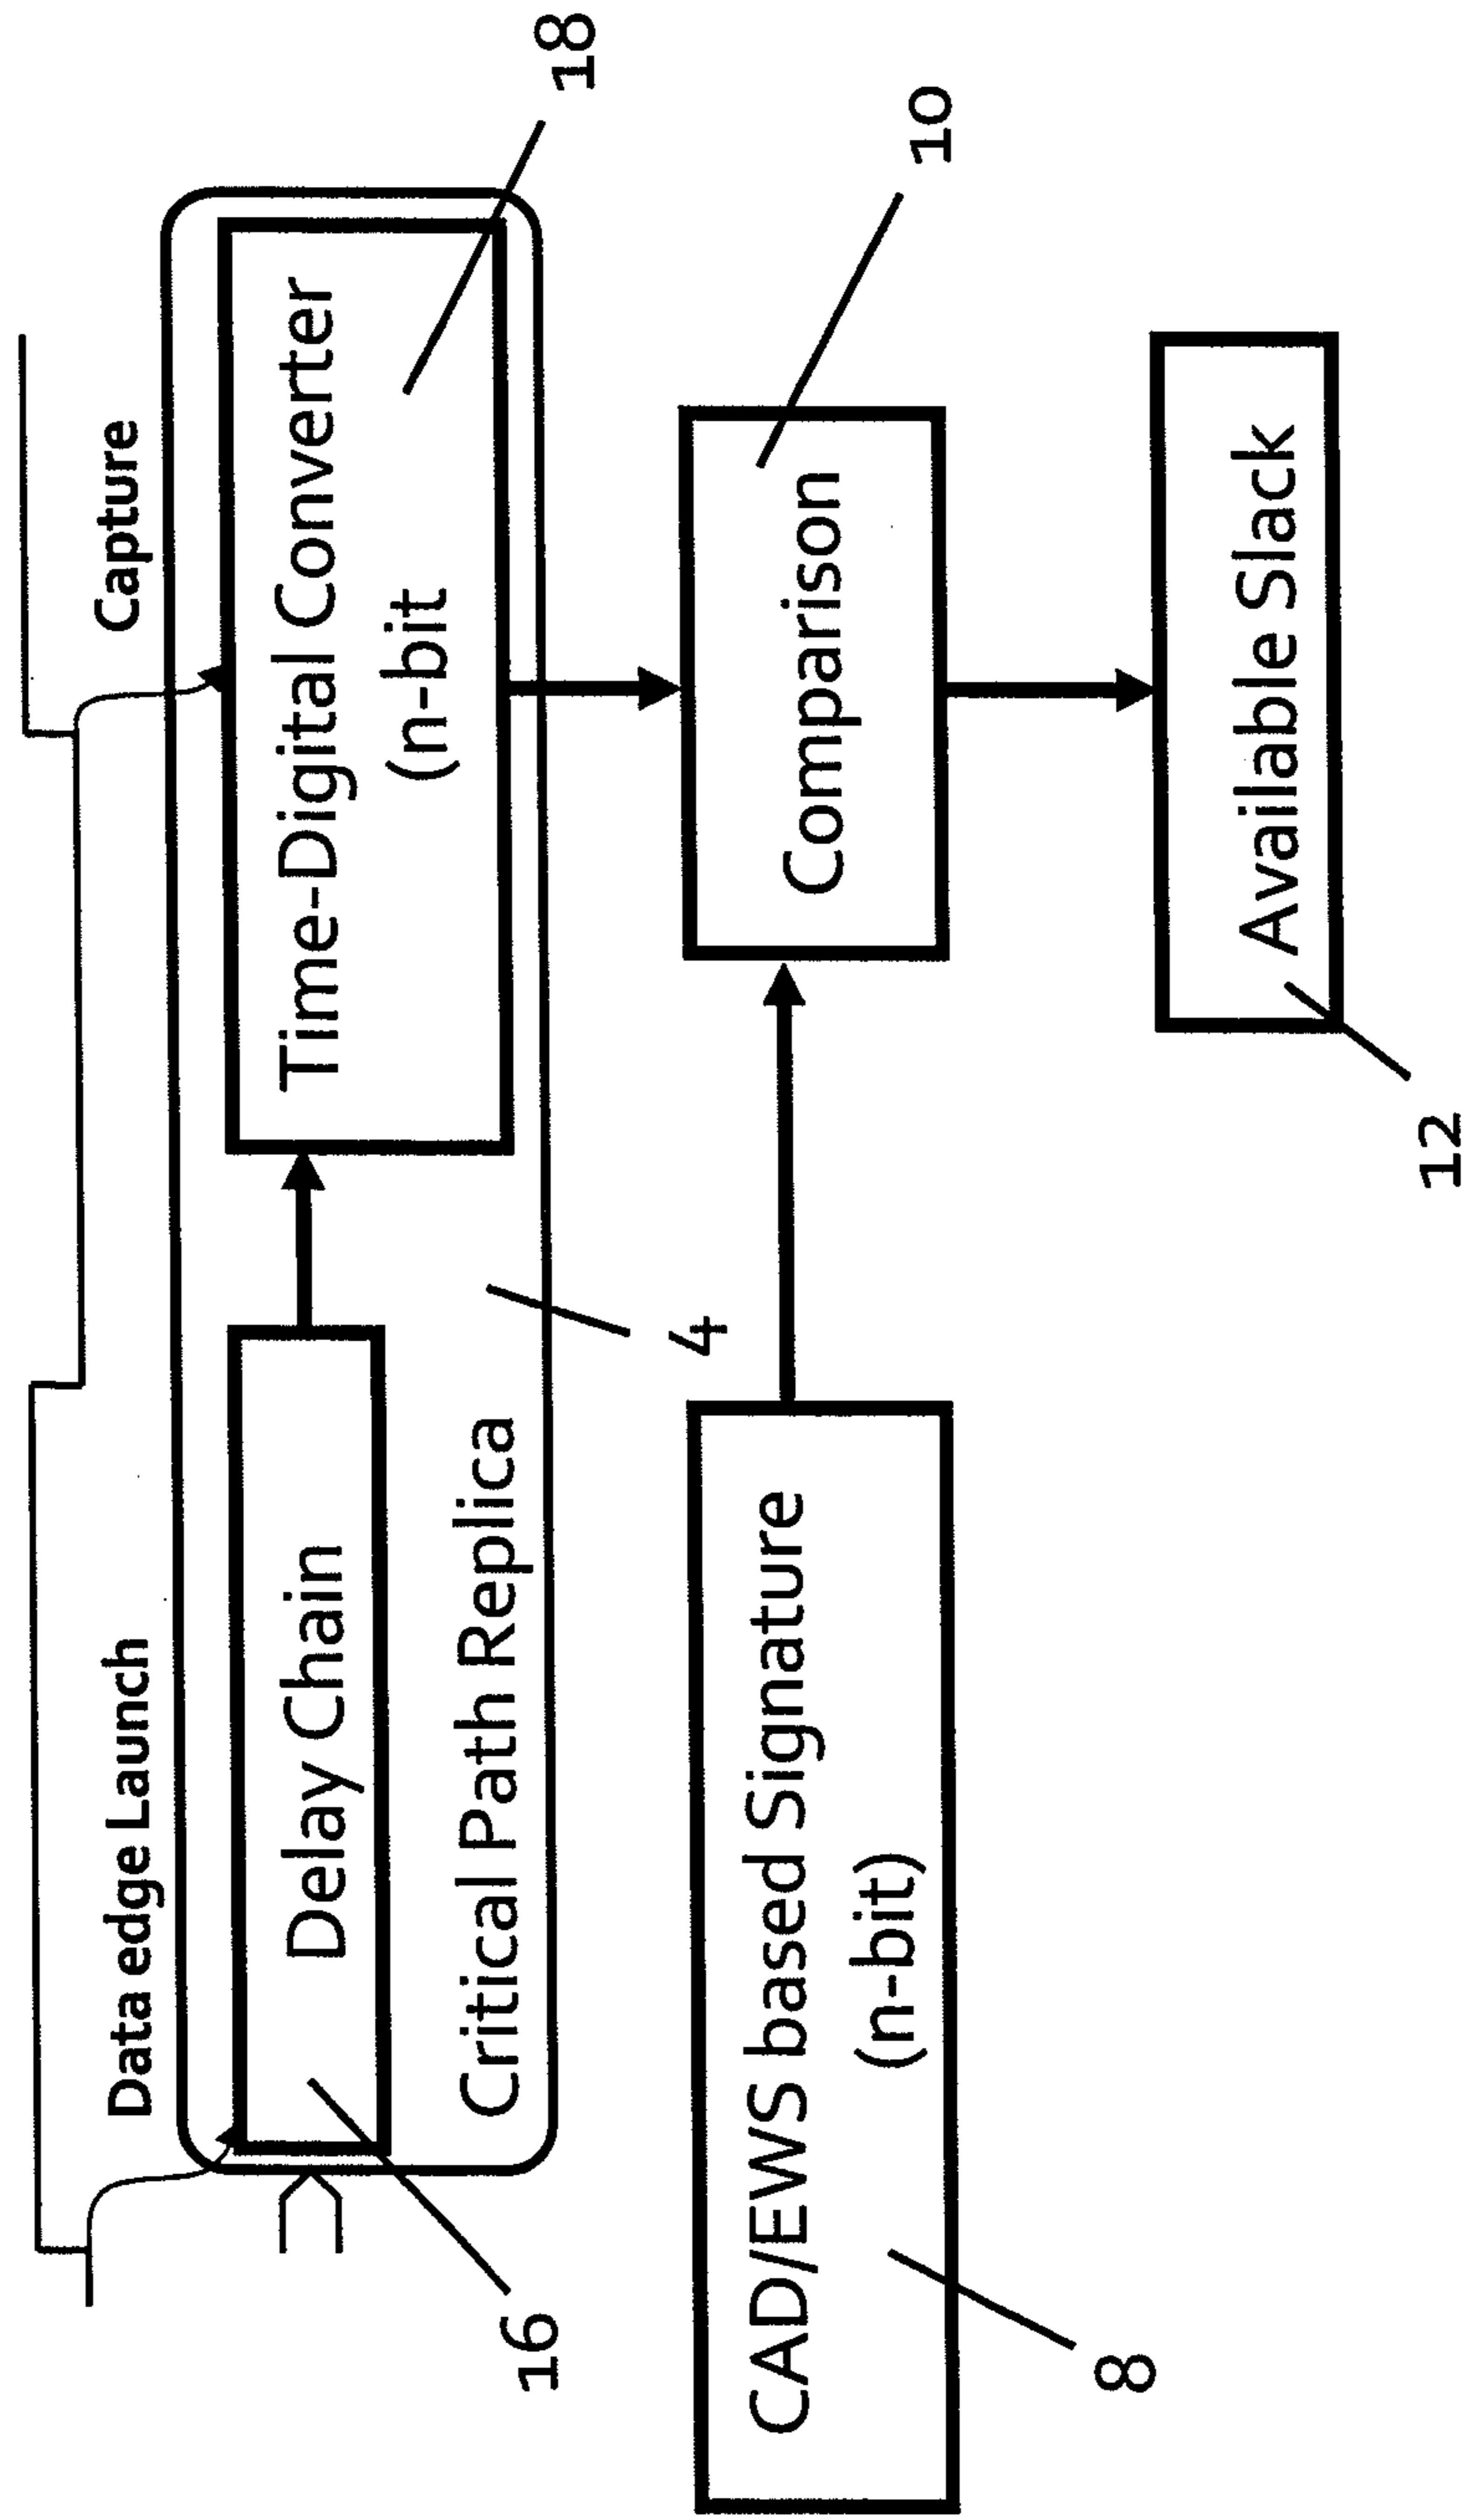 Data edge Launch
Capture
Delay Chain
Time-Digital Converter
(n-bit)
18
Critical Path Replica
16
4
CAD/EWS based Signature
(n-bit)
8
Comparison
10
Available Slack
12